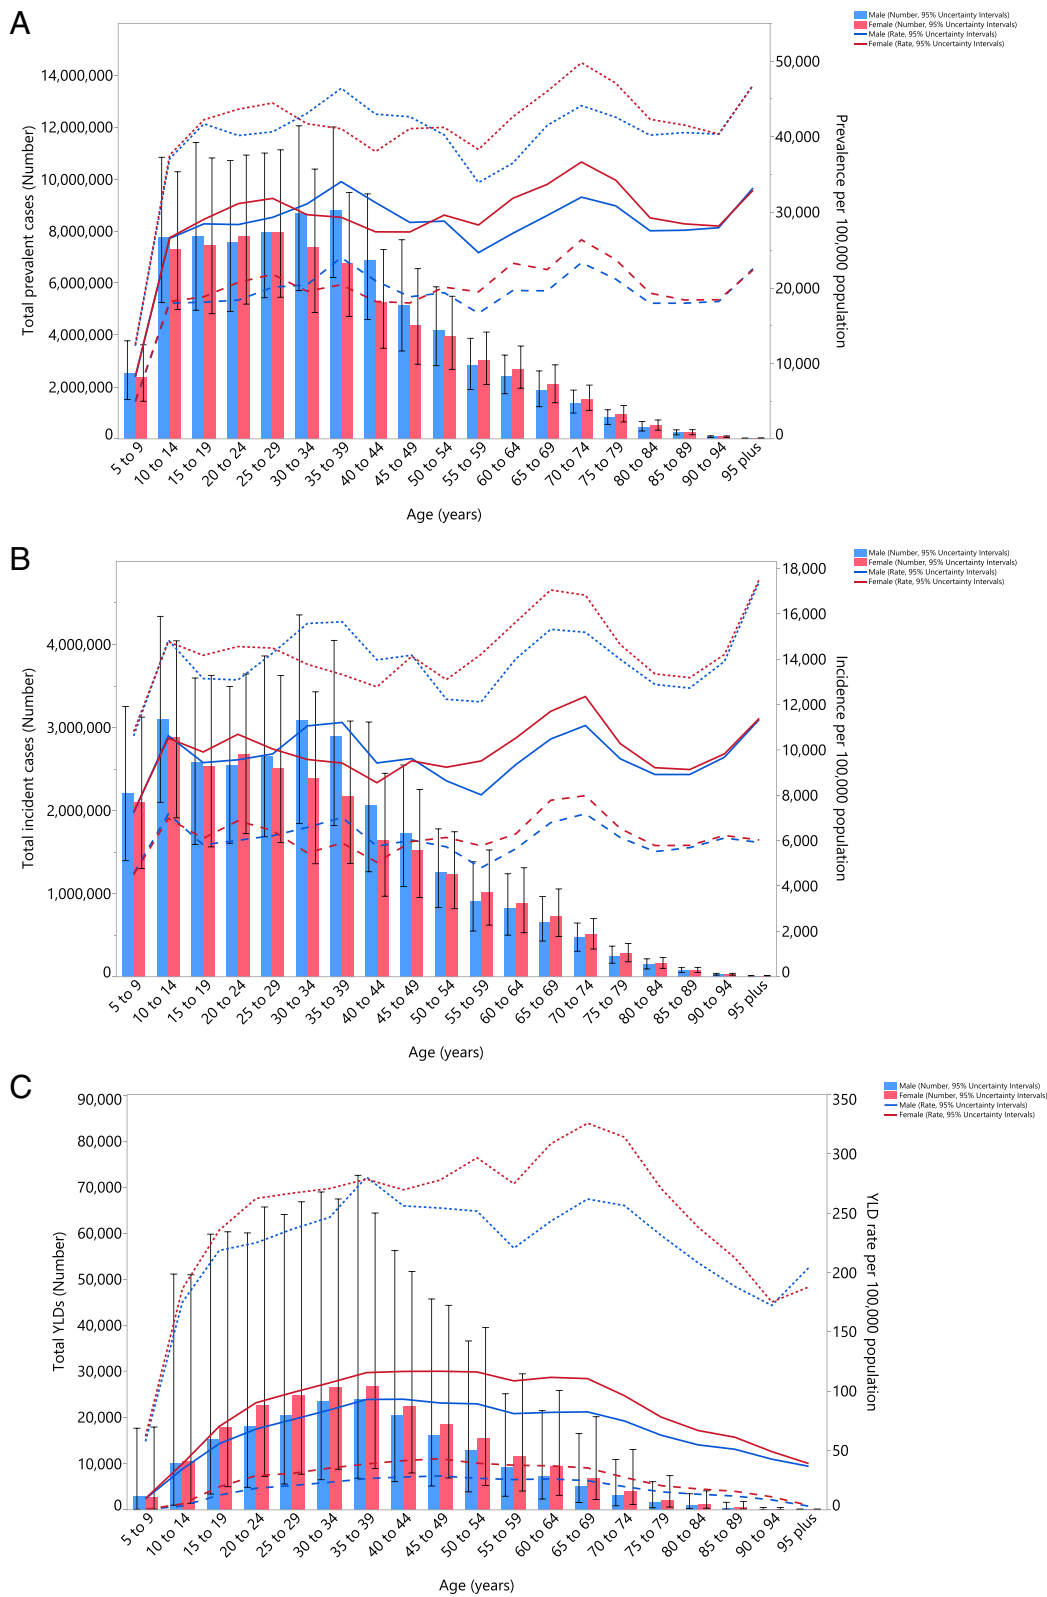 A
Male (Number, 95% Uncertainty Intervals)
Female (Number, 95% Uncertainty Intervals)
Male (Rate, 95% Uncertainty Intervals)
Female (Rate, 95% Uncertainty Intervals)
Total prevalent cases (Number)
14,000,000
12,000,000
10,000,000
8,000,000
6,000,000
4,000,000
2,000,000
0
50,000
40,000
30,000
20,000
10,000
0
Prevalence per 100,000 population
5 to 9
10 to 14
15 to 19
20 to 24
25 to 29
30 to 34
35 to 39
40 to 44
45 to 49
50 to 54
55 to 59
60 to 64
65 to 69
70 to 74
75 to 79
80 to 84
85 to 89
90 to 94
95 plus
Age (years)
B
Male (Number, 95% Uncertainty Intervals)
Female (Number, 95% Uncertainty Intervals)
Male (Rate, 95% Uncertainty Intervals)
Female (Rate, 95% Uncertainty Intervals)
Total incident cases (Number)
4,000,000
3,000,000
2,000,000
1,000,000
0
18,000
16,000
14,000
12,000
10,000
8,000
6,000
4,000
2,000
0
Incidence per 100,000 population
5 to 9
10 to 14
15 to 19
20 to 24
25 to 29
30 to 34
35 to 39
40 to 44
45 to 49
50 to 54
55 to 59
60 to 64
65 to 69
70 to 74
75 to 79
80 to 84
85 to 89
90 to 94
95 plus
Age (years)
C
Male (Number, 95% Uncertainty Intervals)
Female (Number, 95% Uncertainty Intervals)
Male (Rate, 95% Uncertainty Intervals)
Female (Rate, 95% Uncertainty Intervals)
Total YLDs (Number)
90,000
80,000
70,000
60,000
50,000
40,000
30,000
20,000
10,000
0
350
300
250
200
150
100
50
0
YLD rate per 100,000 population
5 to 9
10 to 14
15 to 19
20 to 24
25 to 29
30 to 34
35 to 39
40 to 44
45 to 49
50 to 54
55 to 59
60 to 64
65 to 69
70 to 74
75 to 79
80 to 84
85 to 89
90 to 94
95 plus
Age (years)